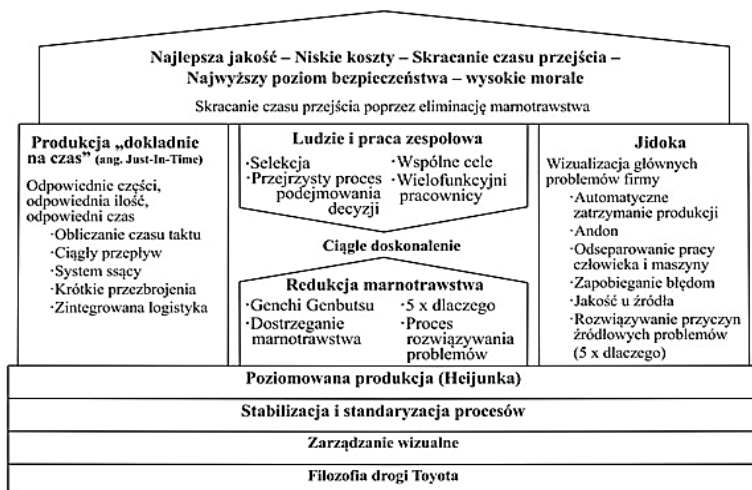 Najlepsza jakość – Niskie koszty – Skracanie czasu przejścia –
Najwyższy poziom bezpieczeństwa – wysokie morale
Skracanie czasu przejścia poprzez eliminację marnotrawstwa
Produkcja „dokładnie
na czas” (ang. Just-In-Time)
Odpowiednie części,
odpowiednia ilość,
odpowiedni czas
·Obliczanie czasu taktu
·Ciągły przepływ
·System ssący
·Krótkie przezbrojenia
·Zintegrowana logistyka
Ludzie i praca zespołowa
·Selekcja
·Przejrzysty proces
podejmowania
decyzji
·Wspólne cele
·Wielofunkcyjni
pracownicy
Ciągłe doskonalenie
Redukcja marnotrawstwa
·Genchi Genbutsu
·Dostrzeganie
marnotrawstwa
·5 x dlaczego
·Proces
rozwiązywania
problemów
Jidoka
Wizualizacja głównych
problemów firmy
·Automatyczne
zatrzymanie produkcji
·Andon
·Odseparowanie pracy
człowieka i maszyny
·Zapobieganie błędom
·Jakość u źródła
·Rozwiązywanie przyczyn
źródłowych problemów
(5 x dlaczego)
Poziomowana produkcja (Heijunka)
Stabilizacja i standaryzacja procesów
Zarządzanie wizualne
Filozofia drogi Toyota